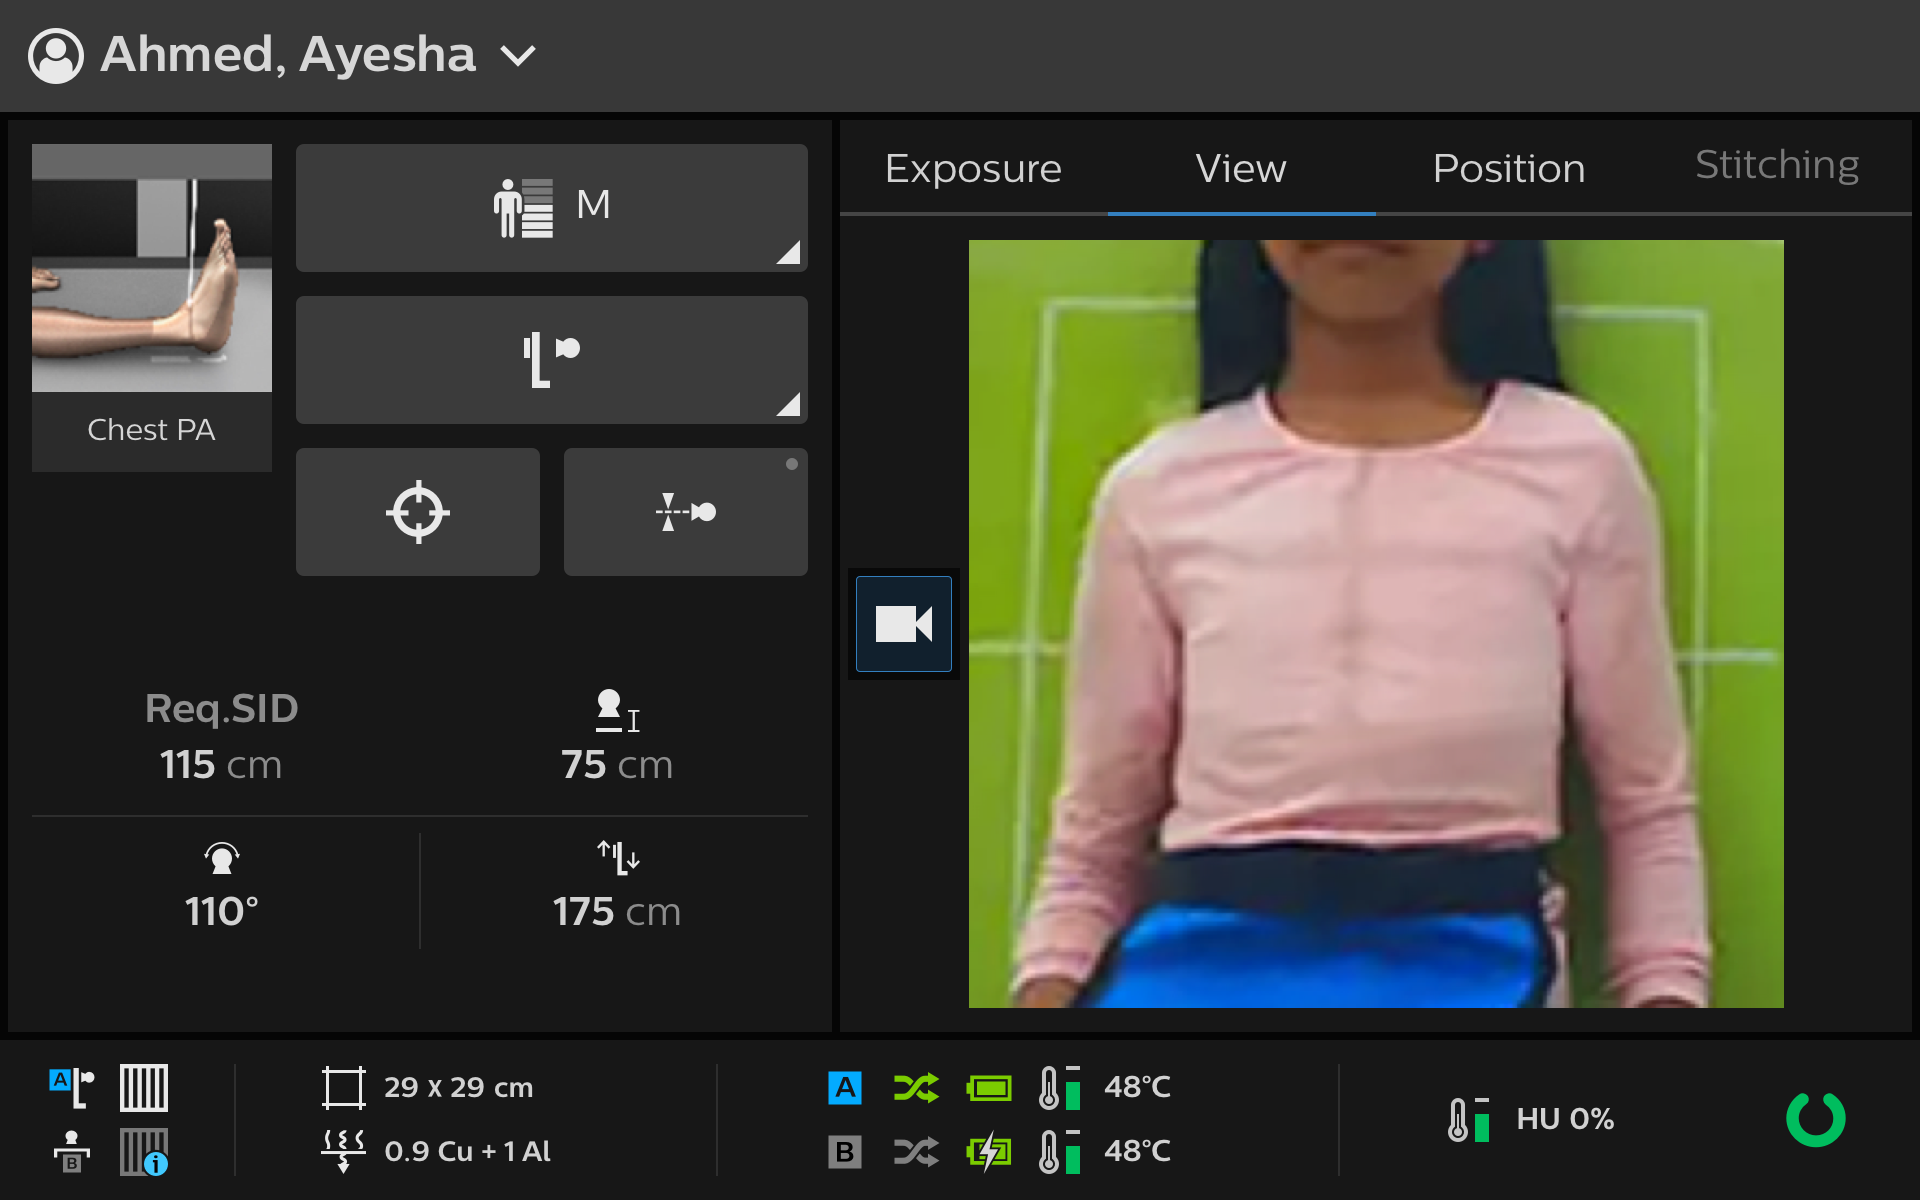 Ahmed, Ayesha
Chest PA
M
Req.SID
115 cm
75 cm
110°
175 cm
Exposure
View
Position
Stitching
A
B
i
29 x 29 cm
0.9 Cu + 1 Al
A
48°C
B
48°C
HU 0%